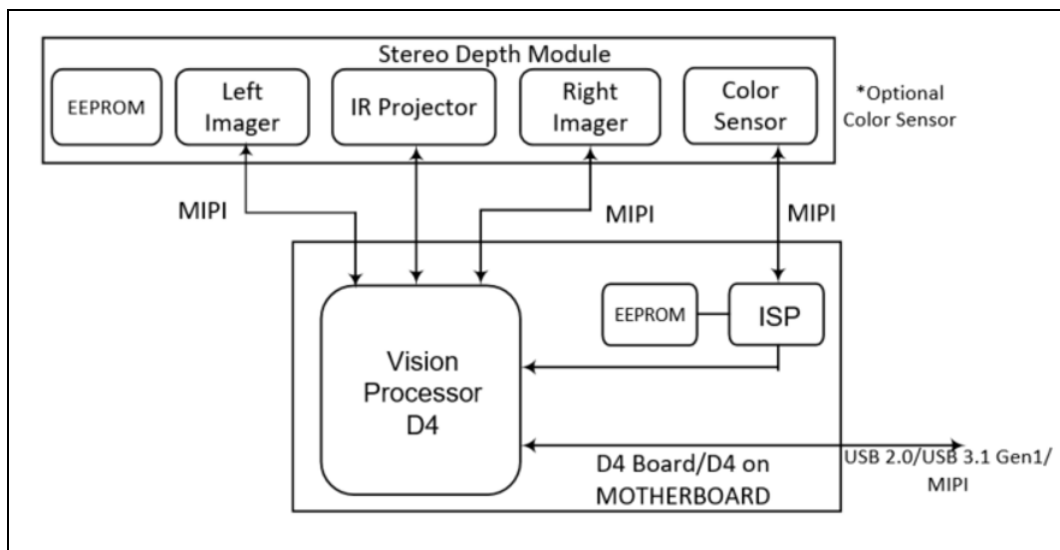 Stereo Depth Module
EEPROM
Left
Imager
IR Projector
Right
Imager
Color
Sensor
*Optional
Color Sensor
MIPI
MIPI
MIPI
EEPROM
ISP
Vision
Processor
D4
D4 Board/D4 on
MOTHERBOARD
USB 2.0/USB 3.1 Gen1/
MIPI